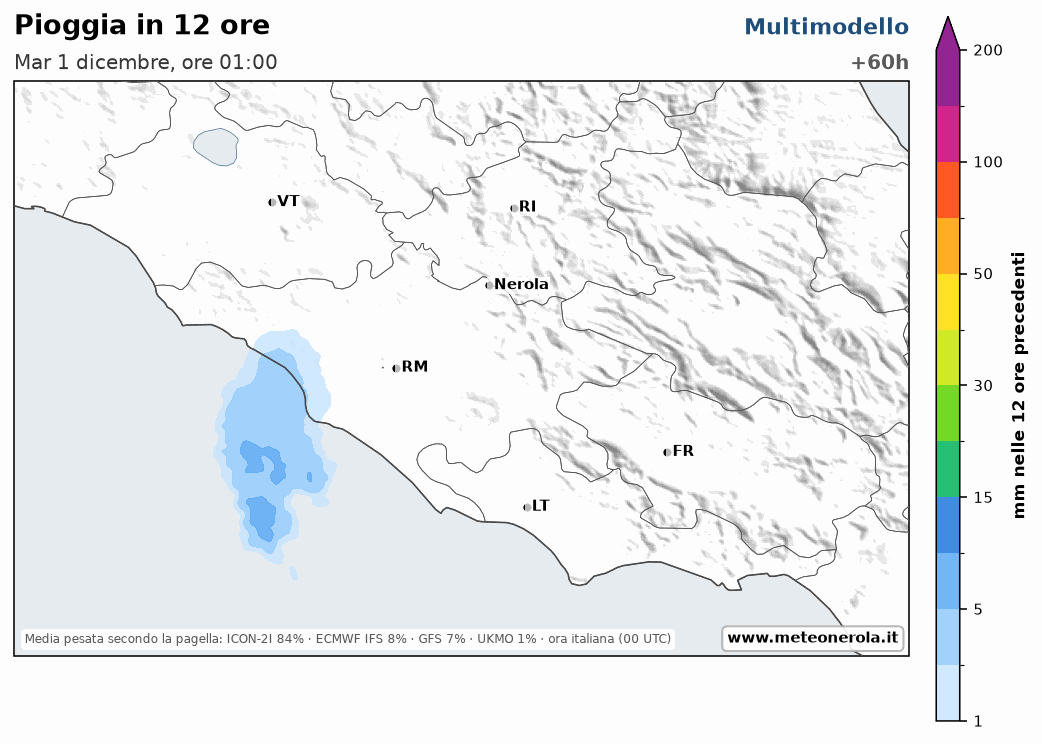 Pioggia in 12 ore
Multimodello
Mar 1 dicembre, ore 01:00
+60h
VT
RI
Nerola
RM
FR
LT
Media pesata secondo la pagella: ICON-2I 84% · ECMWF IFS 8% · GFS 7% · UKMO 1% · ora italiana (00 UTC)
www.meteonerola.it
200
100
50
30
15
5
1
mm nelle 12 ore precedenti